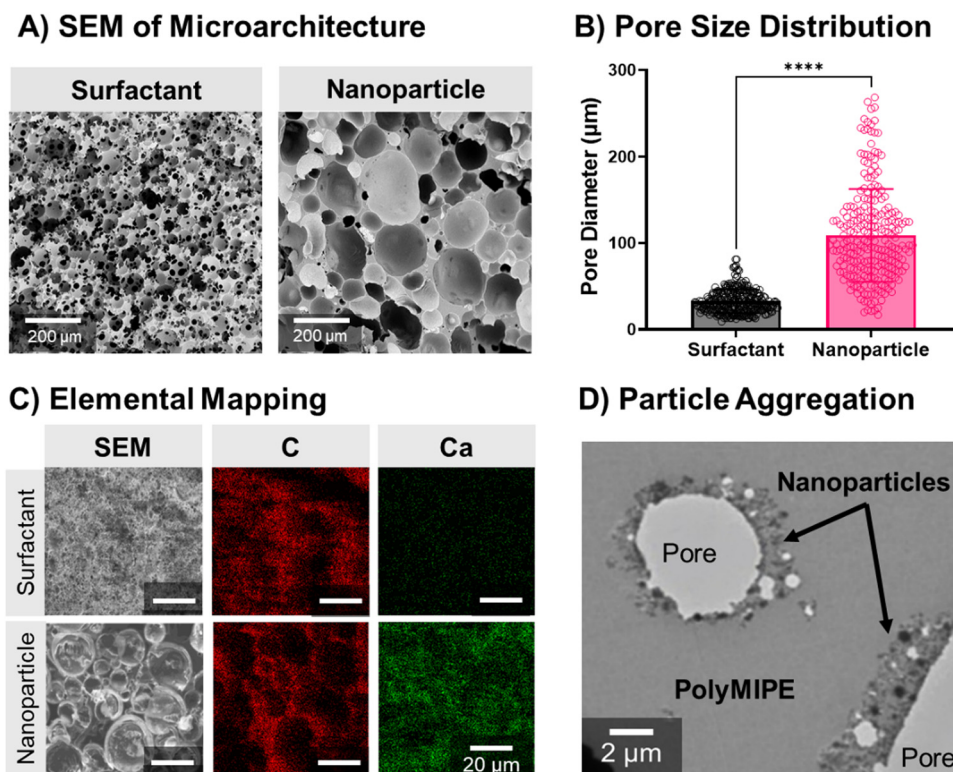 A) SEM of Microarchitecture
Surfactant
Nanoparticle
200 µm
200 µm
B) Pore Size Distribution
****
Pore Diameter (µm)
300
200
100
0
Surfactant
Nanoparticle
C) Elemental Mapping
SEM
C
Ca
Surfactant
Nanoparticle
20 µm
D) Particle Aggregation
Nanoparticles
Pore
PolyMIPE
2 µm
Pore